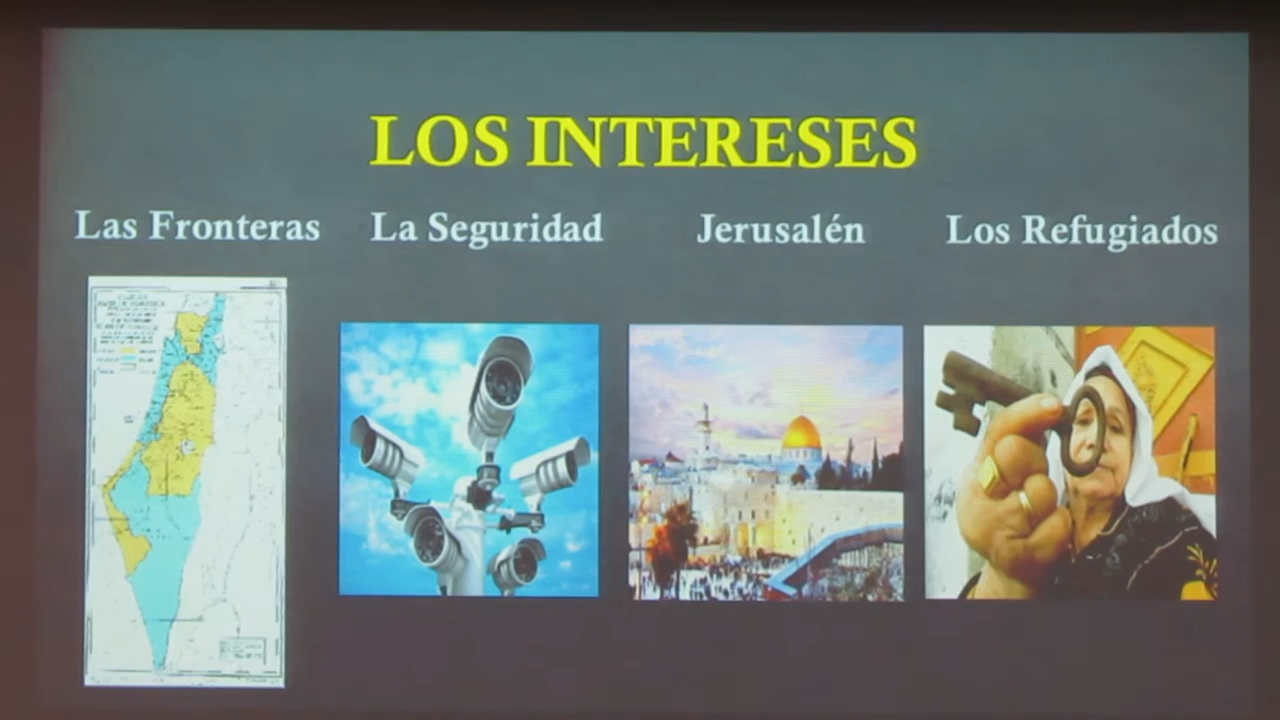 LOS INTERESES
Las Fronteras
La Seguridad
Jerusalén
Los Refugiados